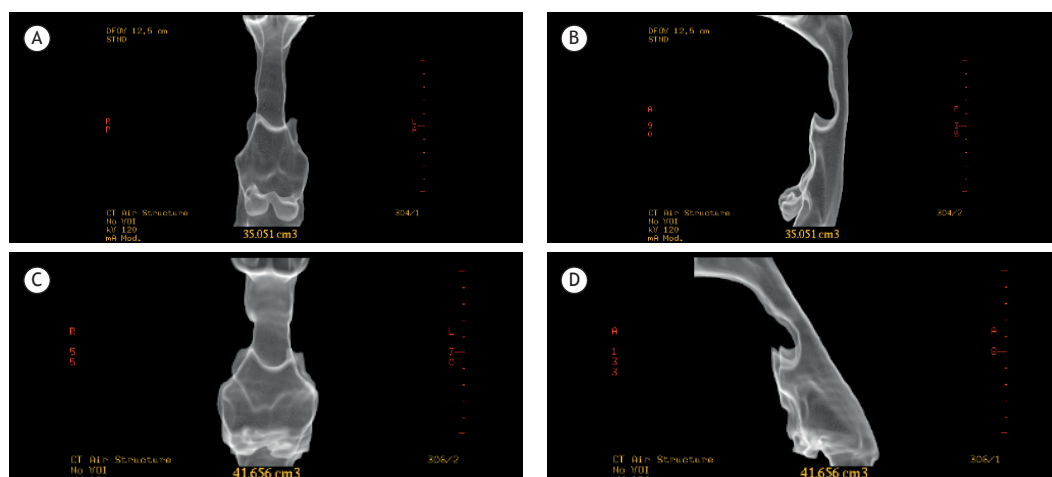 A
DFOV 12,5 cm
STND
CT Air Structure
No VOI
kV 120
mA Mod.
304/1
35.051 cm3
B
DFOV 12,5 cm
STND
A
CT Air Structure
No VOI
kV 120
mA Mod.
304/2
35.051 cm3
C
R
55
L
70
CT Air Structure
No VOI
306/2
41.656 cm3
D
A
133
CT Air Structure
No VOI
306/1
41.656 cm3